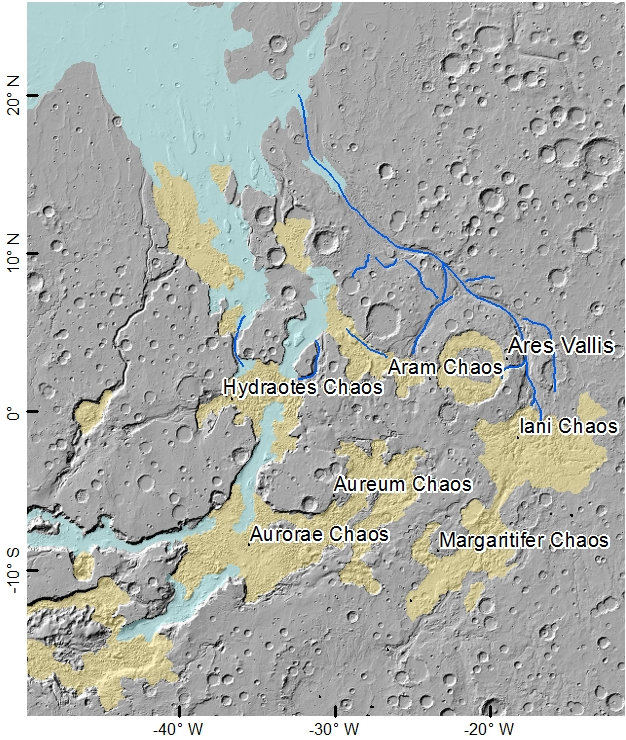 20° N
10° N
Ares Vallis
Aram Chaos
Hydraotes Chaos
0°
Iani Chaos
Aureum Chaos
Aurorae Chaos
Margaritifer Chaos
-10° S
-40° W
-30° W
-20° W